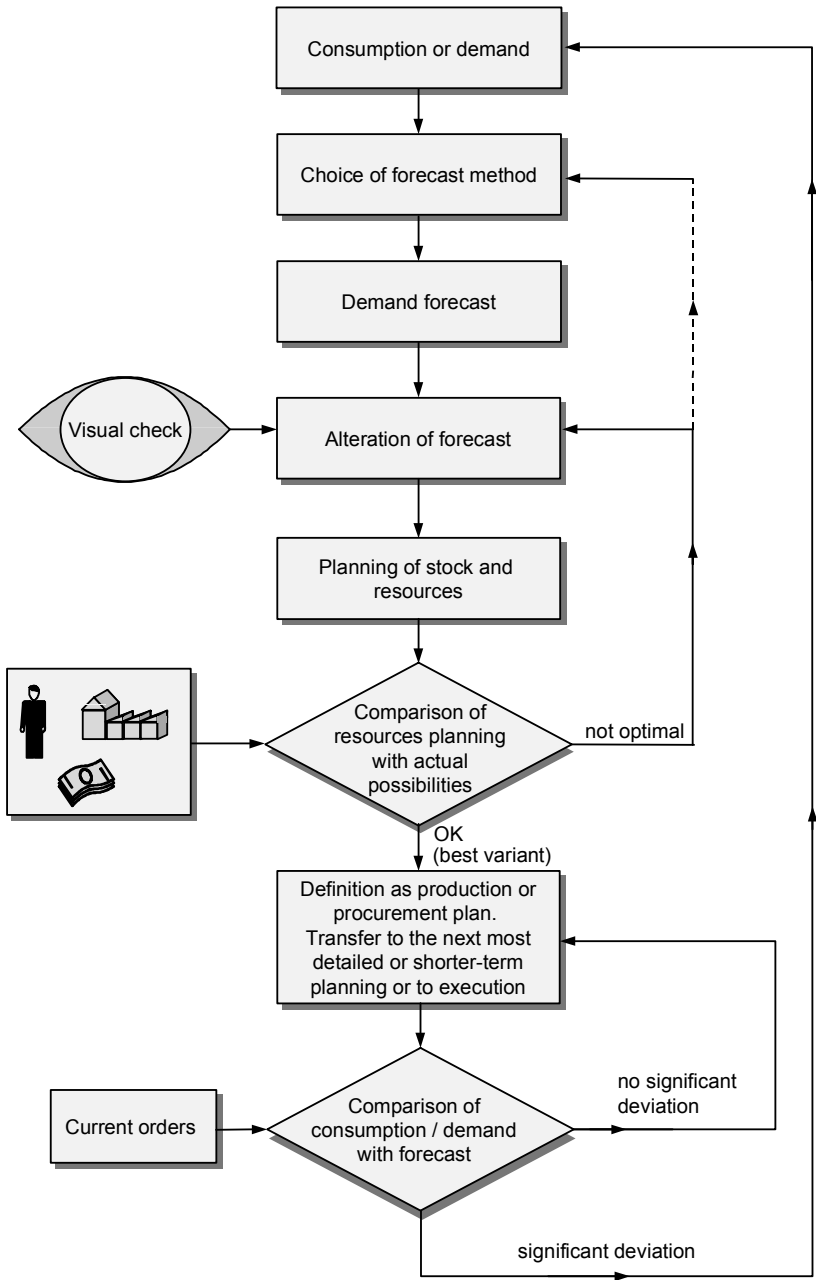 Consumption or demand
Choice of forecast method
Demand forecast
Visual check
Alteration of forecast
Planning of stock and
resources
Comparison of
resources planning
with actual
possibilities
not optimal
OK
(best variant)
Definition as production or
procurement plan.
Transfer to the next most
detailed or shorter-term
planning or to execution
no significant
deviation
Current orders
Comparison of
consumption / demand
with forecast
significant deviation